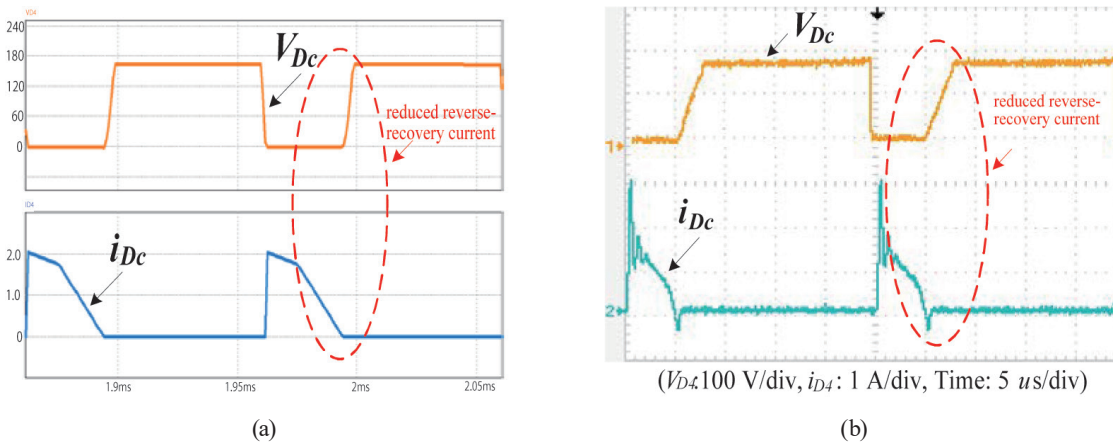 VD4
240
180
120
60
0
V_Dc
reduced reverse-
recovery current
ID4
2.0
1.0
0
i_Dc
1.9ms
1.95ms
2ms
2.05ms
(a)
V_Dc
reduced reverse-
recovery current
1
i_Dc
2
(V_D4:100 V/div, i_D4: 1 A/div, Time: 5 us/div)
(b)